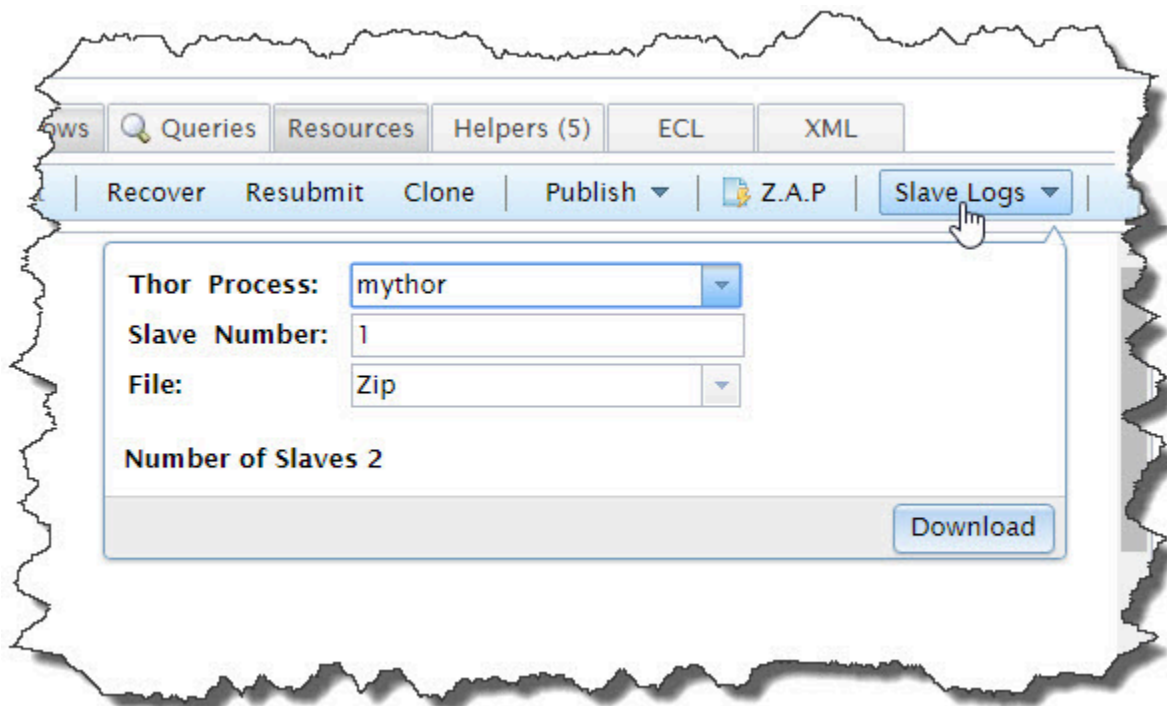 ows Queries Resources Helpers (5) ECL XML
Recover Resubmit Clone Publish Z.A.P Slave Logs
Thor Process: mythor
Slave Number: 1
File: Zip
Number of Slaves 2
Download